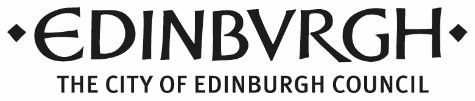 •EDINBVRGH•
THE CITY OF EDINBURGH COUNCIL